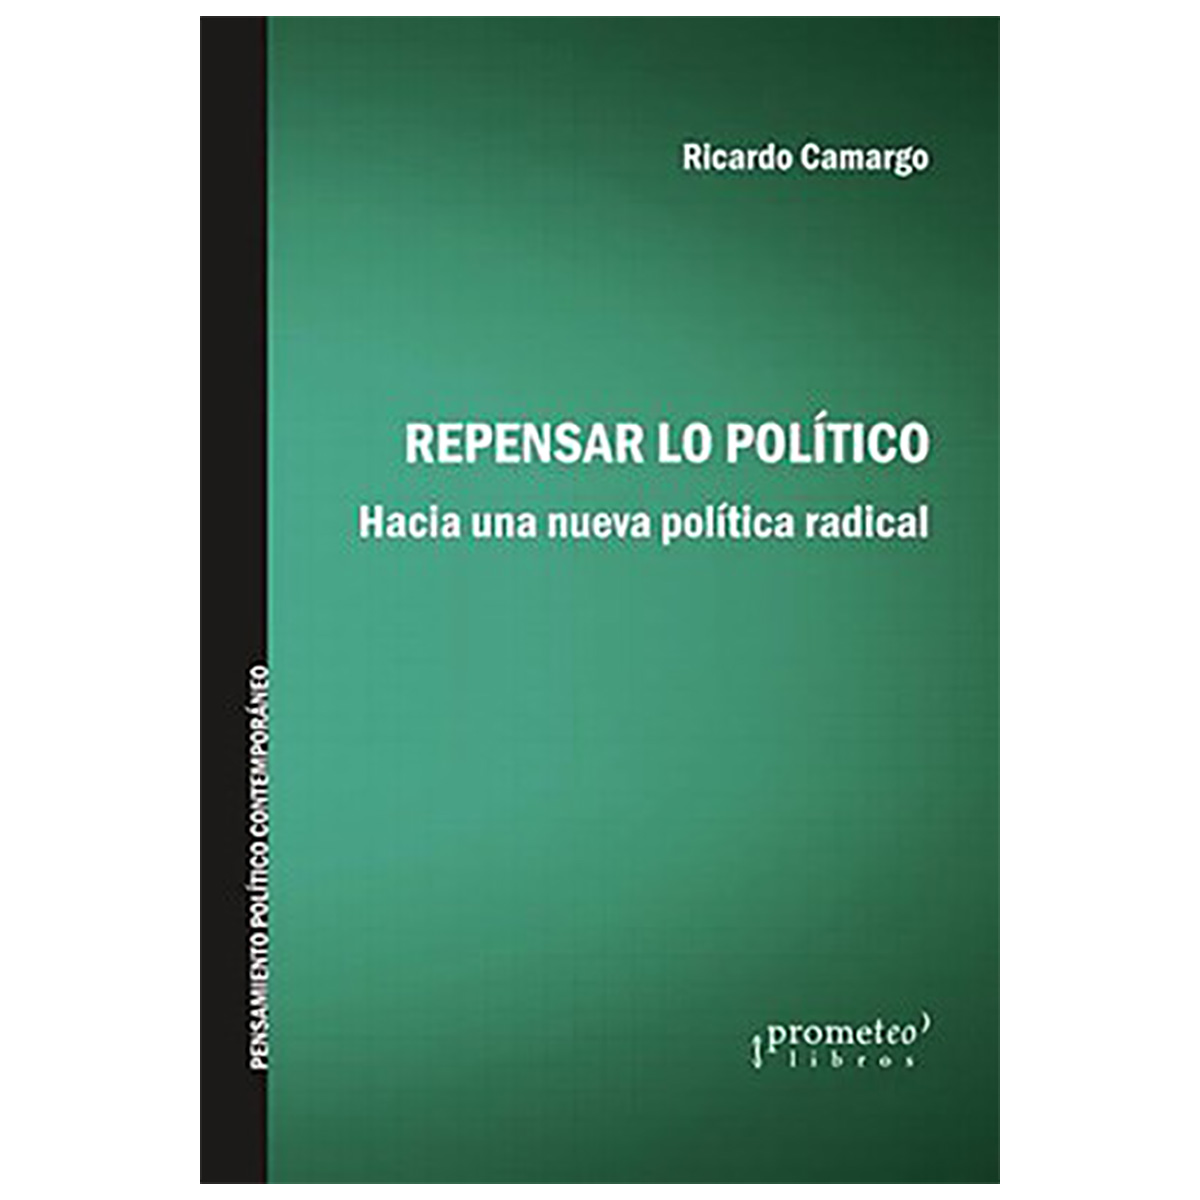 Ricardo Camargo
REPENSAR LO POLÍTICO
Hacia una nueva política radical
PENSAMIENTO POLÍTICO CONTEMPORÁNEO
prometeo
libros